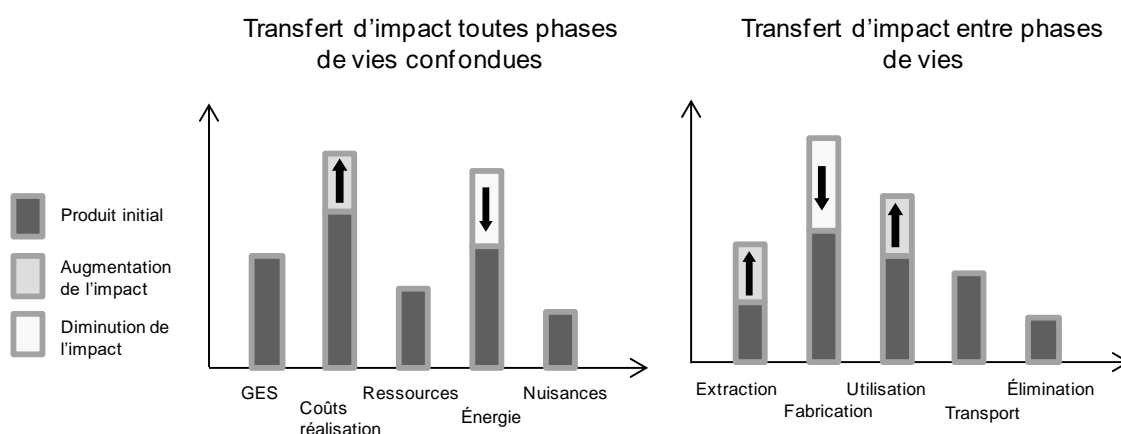 Transfert d'impact toutes phases
de vies confondues
Transfert d'impact entre phases
de vies
Produit initial
Augmentation
de l'impact
Diminution de
l'impact
GES
Coûts
réalisation
Ressources
Énergie
Nuisances
Extraction
Fabrication
Utilisation
Transport
Élimination